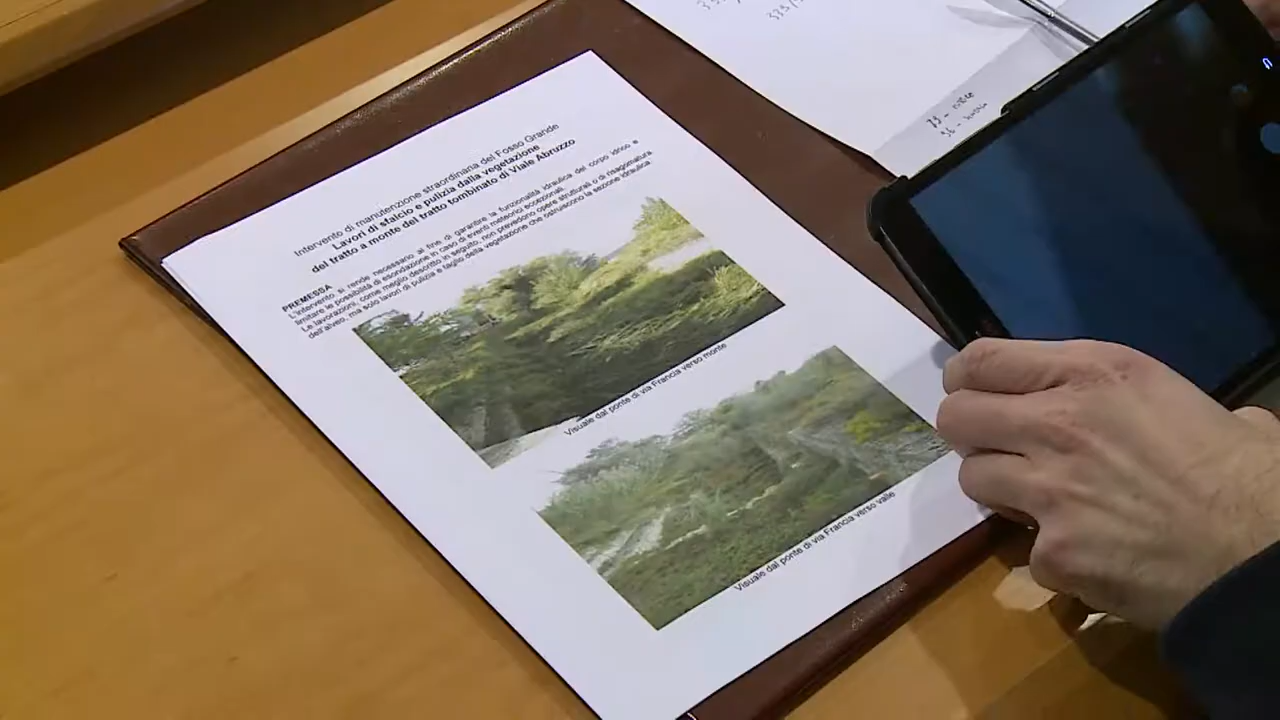 Intervento di manutenzione straordinaria del Fosso Grande
Lavori di sfalcio e pulizia dalla vegetazione
del tratto a monte del tratto tombinato di Viale Abruzzo
PREMESSA
L'intervento si rende necessario al fine di garantire la funzionalità idraulica del corpo idrico e
limitare le possibilità di esondazione in caso di eventi meteorici eccezionali.
Le lavorazioni, come meglio descritto in seguito, non prevedono opere strutturali o di risagomatura
dell'alveo, ma solo lavori di pulizia e taglio della vegetazione che ostruiscono la sezione idraulica
Visuale dal ponte di via Francia verso monte
Visuale dal ponte di via Francia verso valle